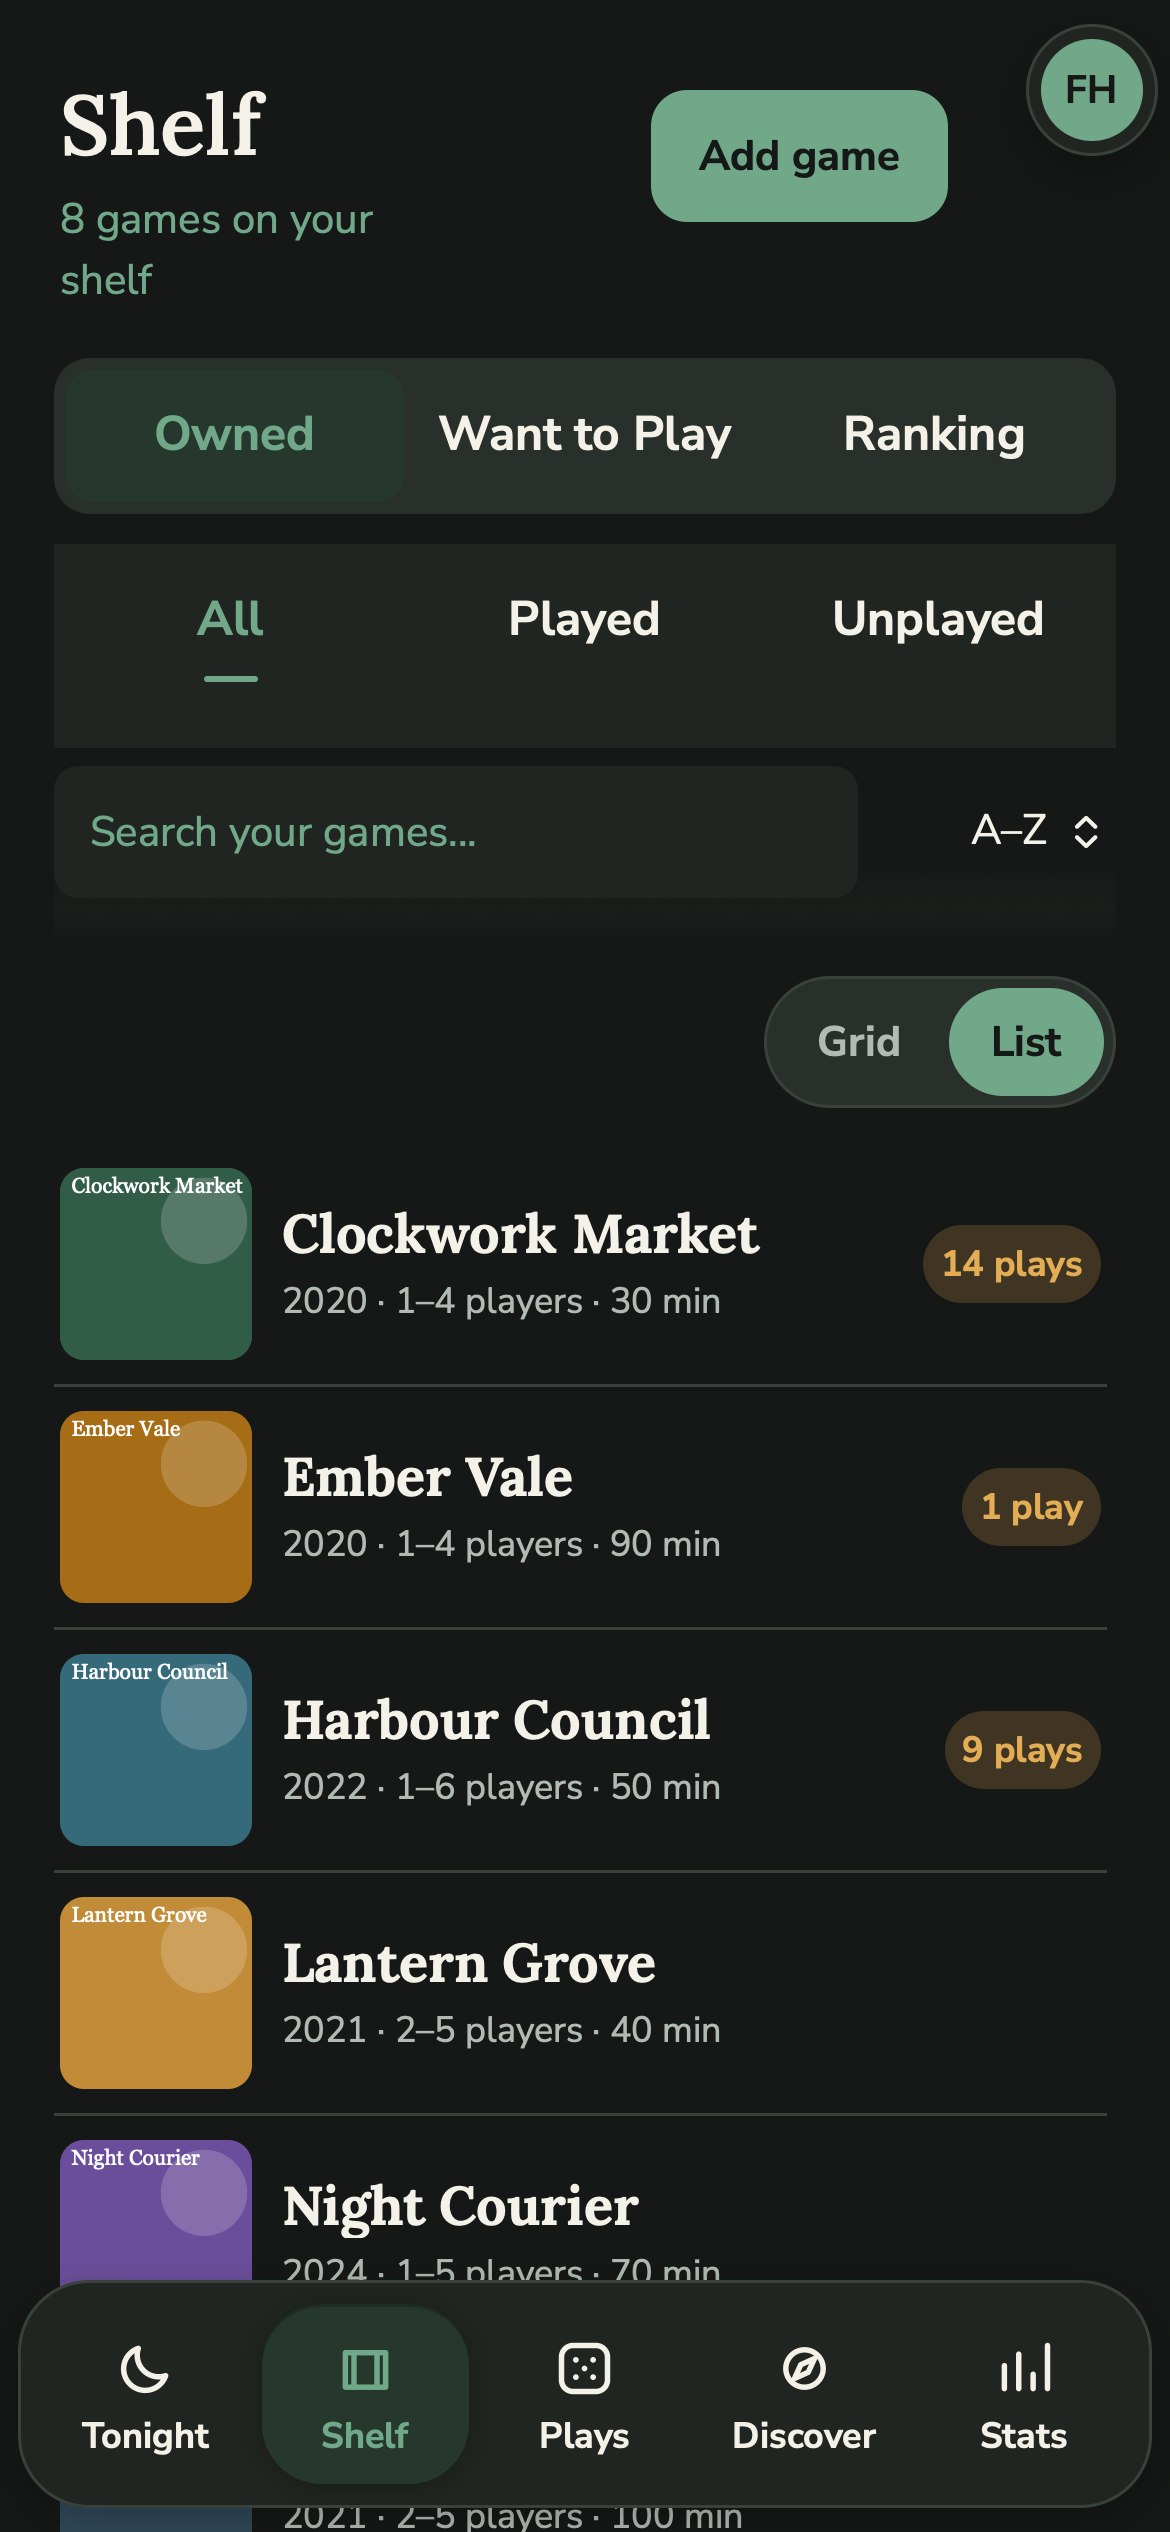 Shelf
FH
Add game
8 games on your
shelf
Owned
Want to Play
Ranking
All
Played
Unplayed
Search your games...
A–Z
Grid
List
Clockwork Market
Clockwork Market
2020 · 1–4 players · 30 min
14 plays
Ember Vale
Ember Vale
2020 · 1–4 players · 90 min
1 play
Harbour Council
Harbour Council
2022 · 1–6 players · 50 min
9 plays
Lantern Grove
Lantern Grove
2021 · 2–5 players · 40 min
Night Courier
Night Courier
2024 · 1–5 players · 70 min
Tonight
Shelf
Plays
Discover
Stats
2021 · 2–5 players · 100 min